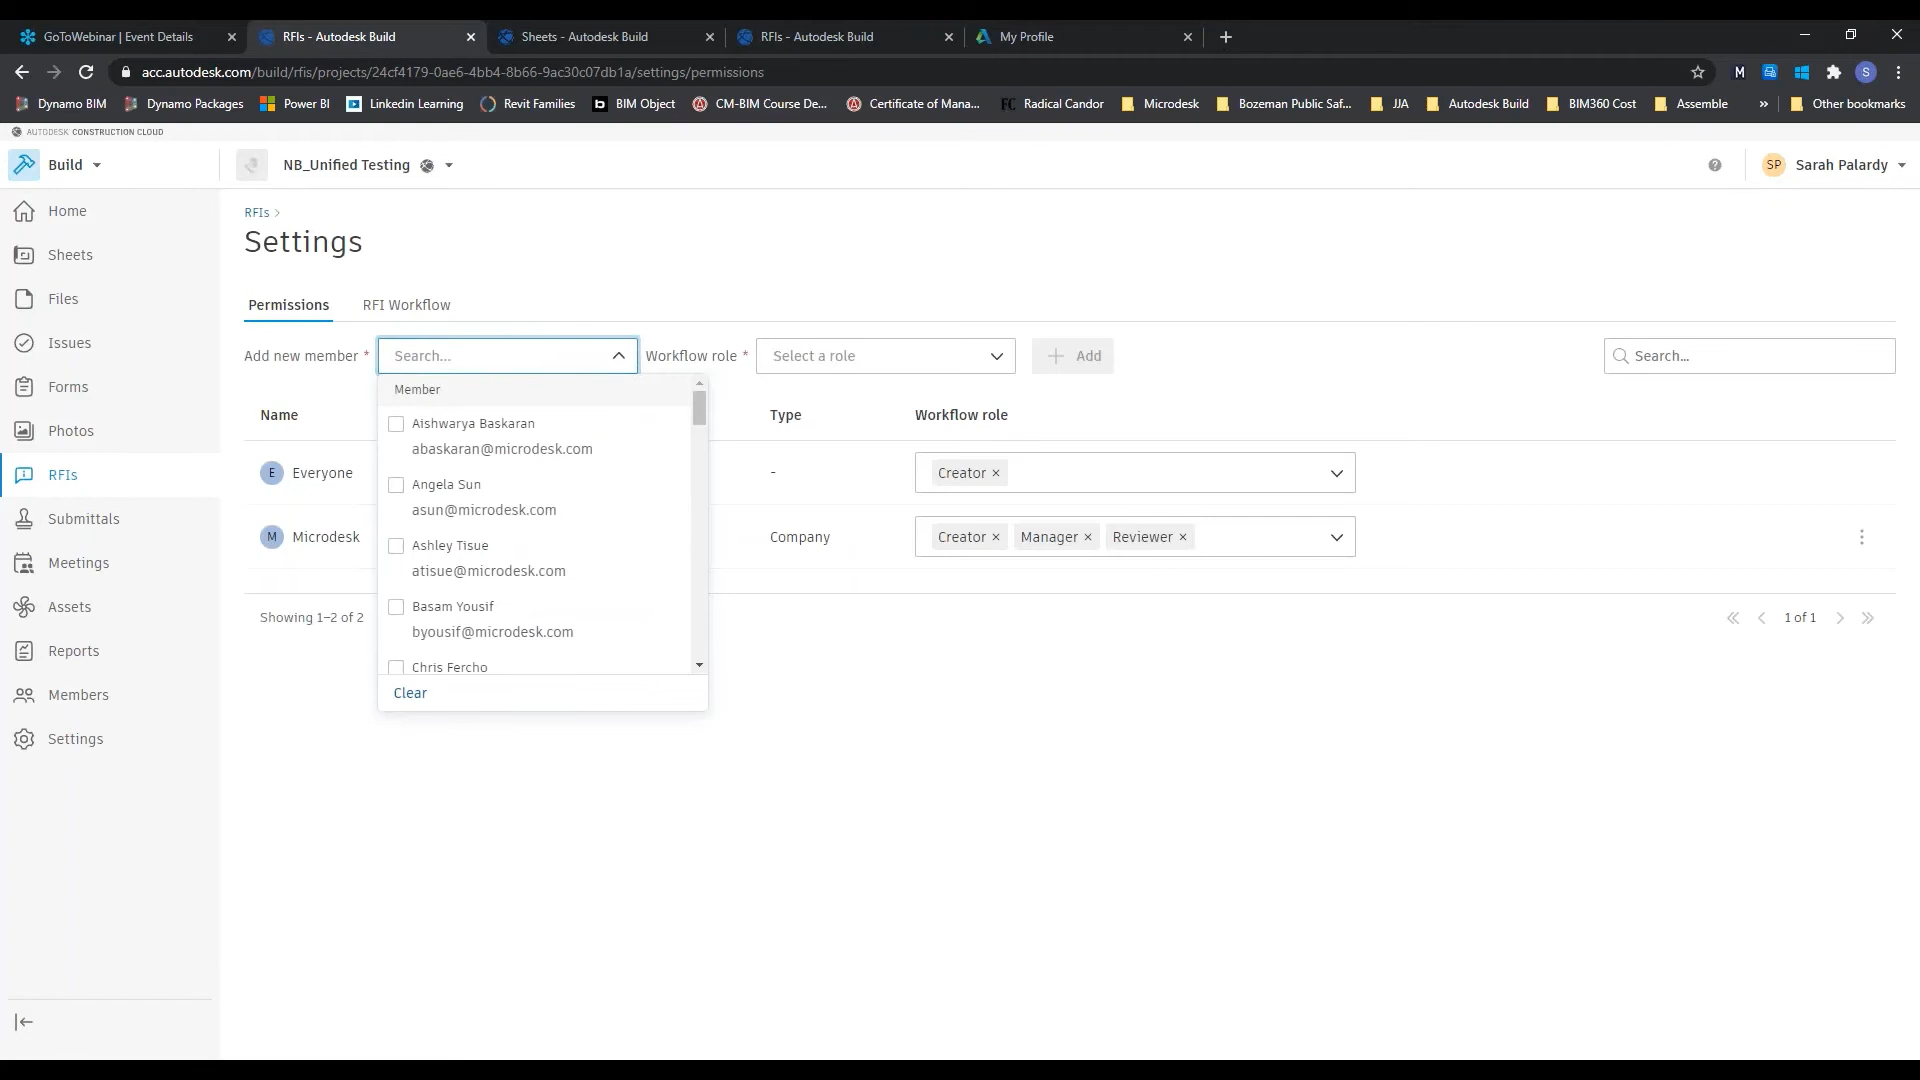 GoToWebinar | Event Details
RFIs - Autodesk Build
Sheets - Autodesk Build
RFIs - Autodesk Build
My Profile
acc.autodesk.com/build/rfis/projects/24cf4179-0ae6-4bb4-8b66-9ac30c07db1a/settings/permissions
M
S
Dynamo BIM
Dynamo Packages
Power BI
Linkedin Learning
Revit Families
b BIM Object
CM-BIM Course De...
Certificate of Mana...
FC Radical Candor
Microdesk
Bozeman Public Saf...
JJA
Autodesk Build
BIM360 Cost
Assemble
»
Other bookmarks
AUTODESK CONSTRUCTION CLOUD
Build
NB_Unified Testing
SP Sarah Palardy
Home
Sheets
Files
Issues
Forms
Photos
RFIs
Submittals
Meetings
Assets
Reports
Members
Settings
RFIs >
Settings
Permissions
RFI Workflow
Add new member *
Search...
Workflow role *
Select a role
+ Add
Search...
Name
Type
Workflow role
E Everyone
-
Creator ×
M Microdesk
Company
Creator × Manager × Reviewer ×
Member
Aishwarya Baskaran
abaskaran@microdesk.com
Angela Sun
asun@microdesk.com
Ashley Tisue
atisue@microdesk.com
Basam Yousif
byousif@microdesk.com
Chris Fercho
Clear
Showing 1–2 of 2
1 of 1